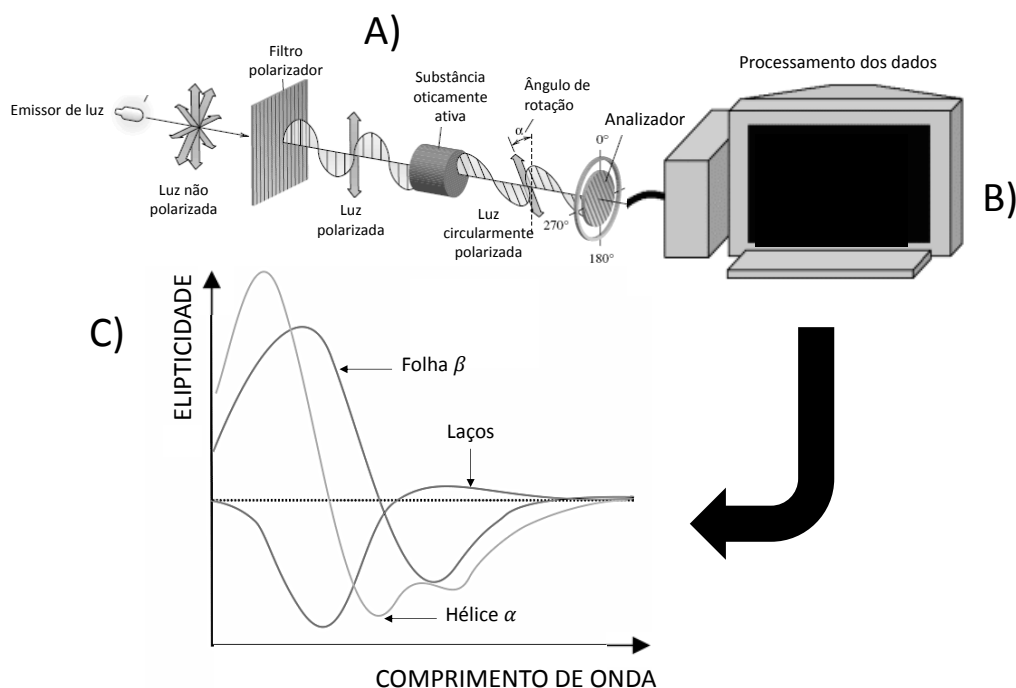 A)
Filtro
polarizador
Emissor de luz
Luz não
polarizada
Luz
polarizada
Substância
oticamente
ativa
Ângulo de
rotação
α
Luz
circularmente
polarizada
Analizador
0°
270°
180°
Processamento dos dados
B)
C)
ELIPTICIDADE
Folha β
Laços
Hélice α
COMPRIMENTO DE ONDA